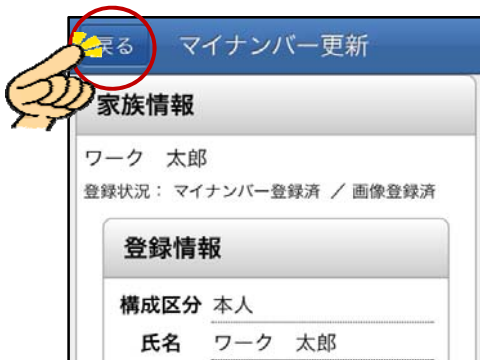 戻る マイナンバー更新
家族情報
ワーク 太郎
登録状況： マイナンバー登録済 ／ 画像登録済
登録情報
構成区分 本人
氏名 ワーク 太郎